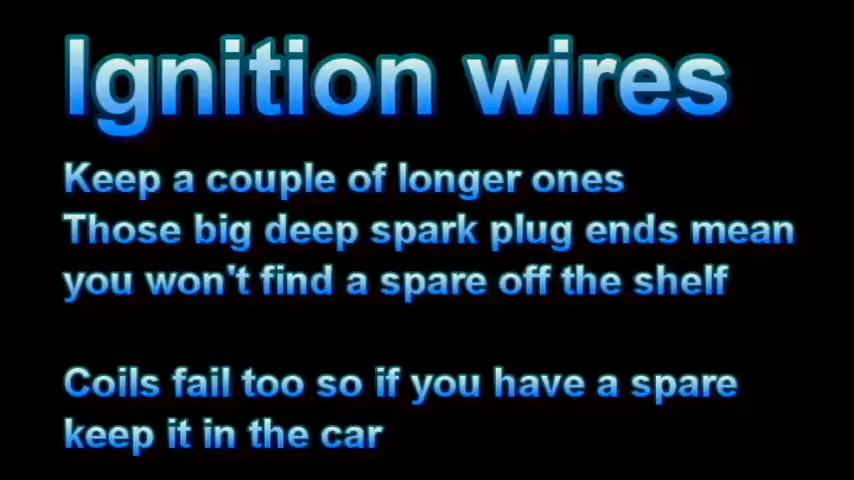 Ignition wires
Keep a couple of longer ones
Those big deep spark plug ends mean
you won't find a spare off the shelf
Coils fail too so if you have a spare
keep it in the car